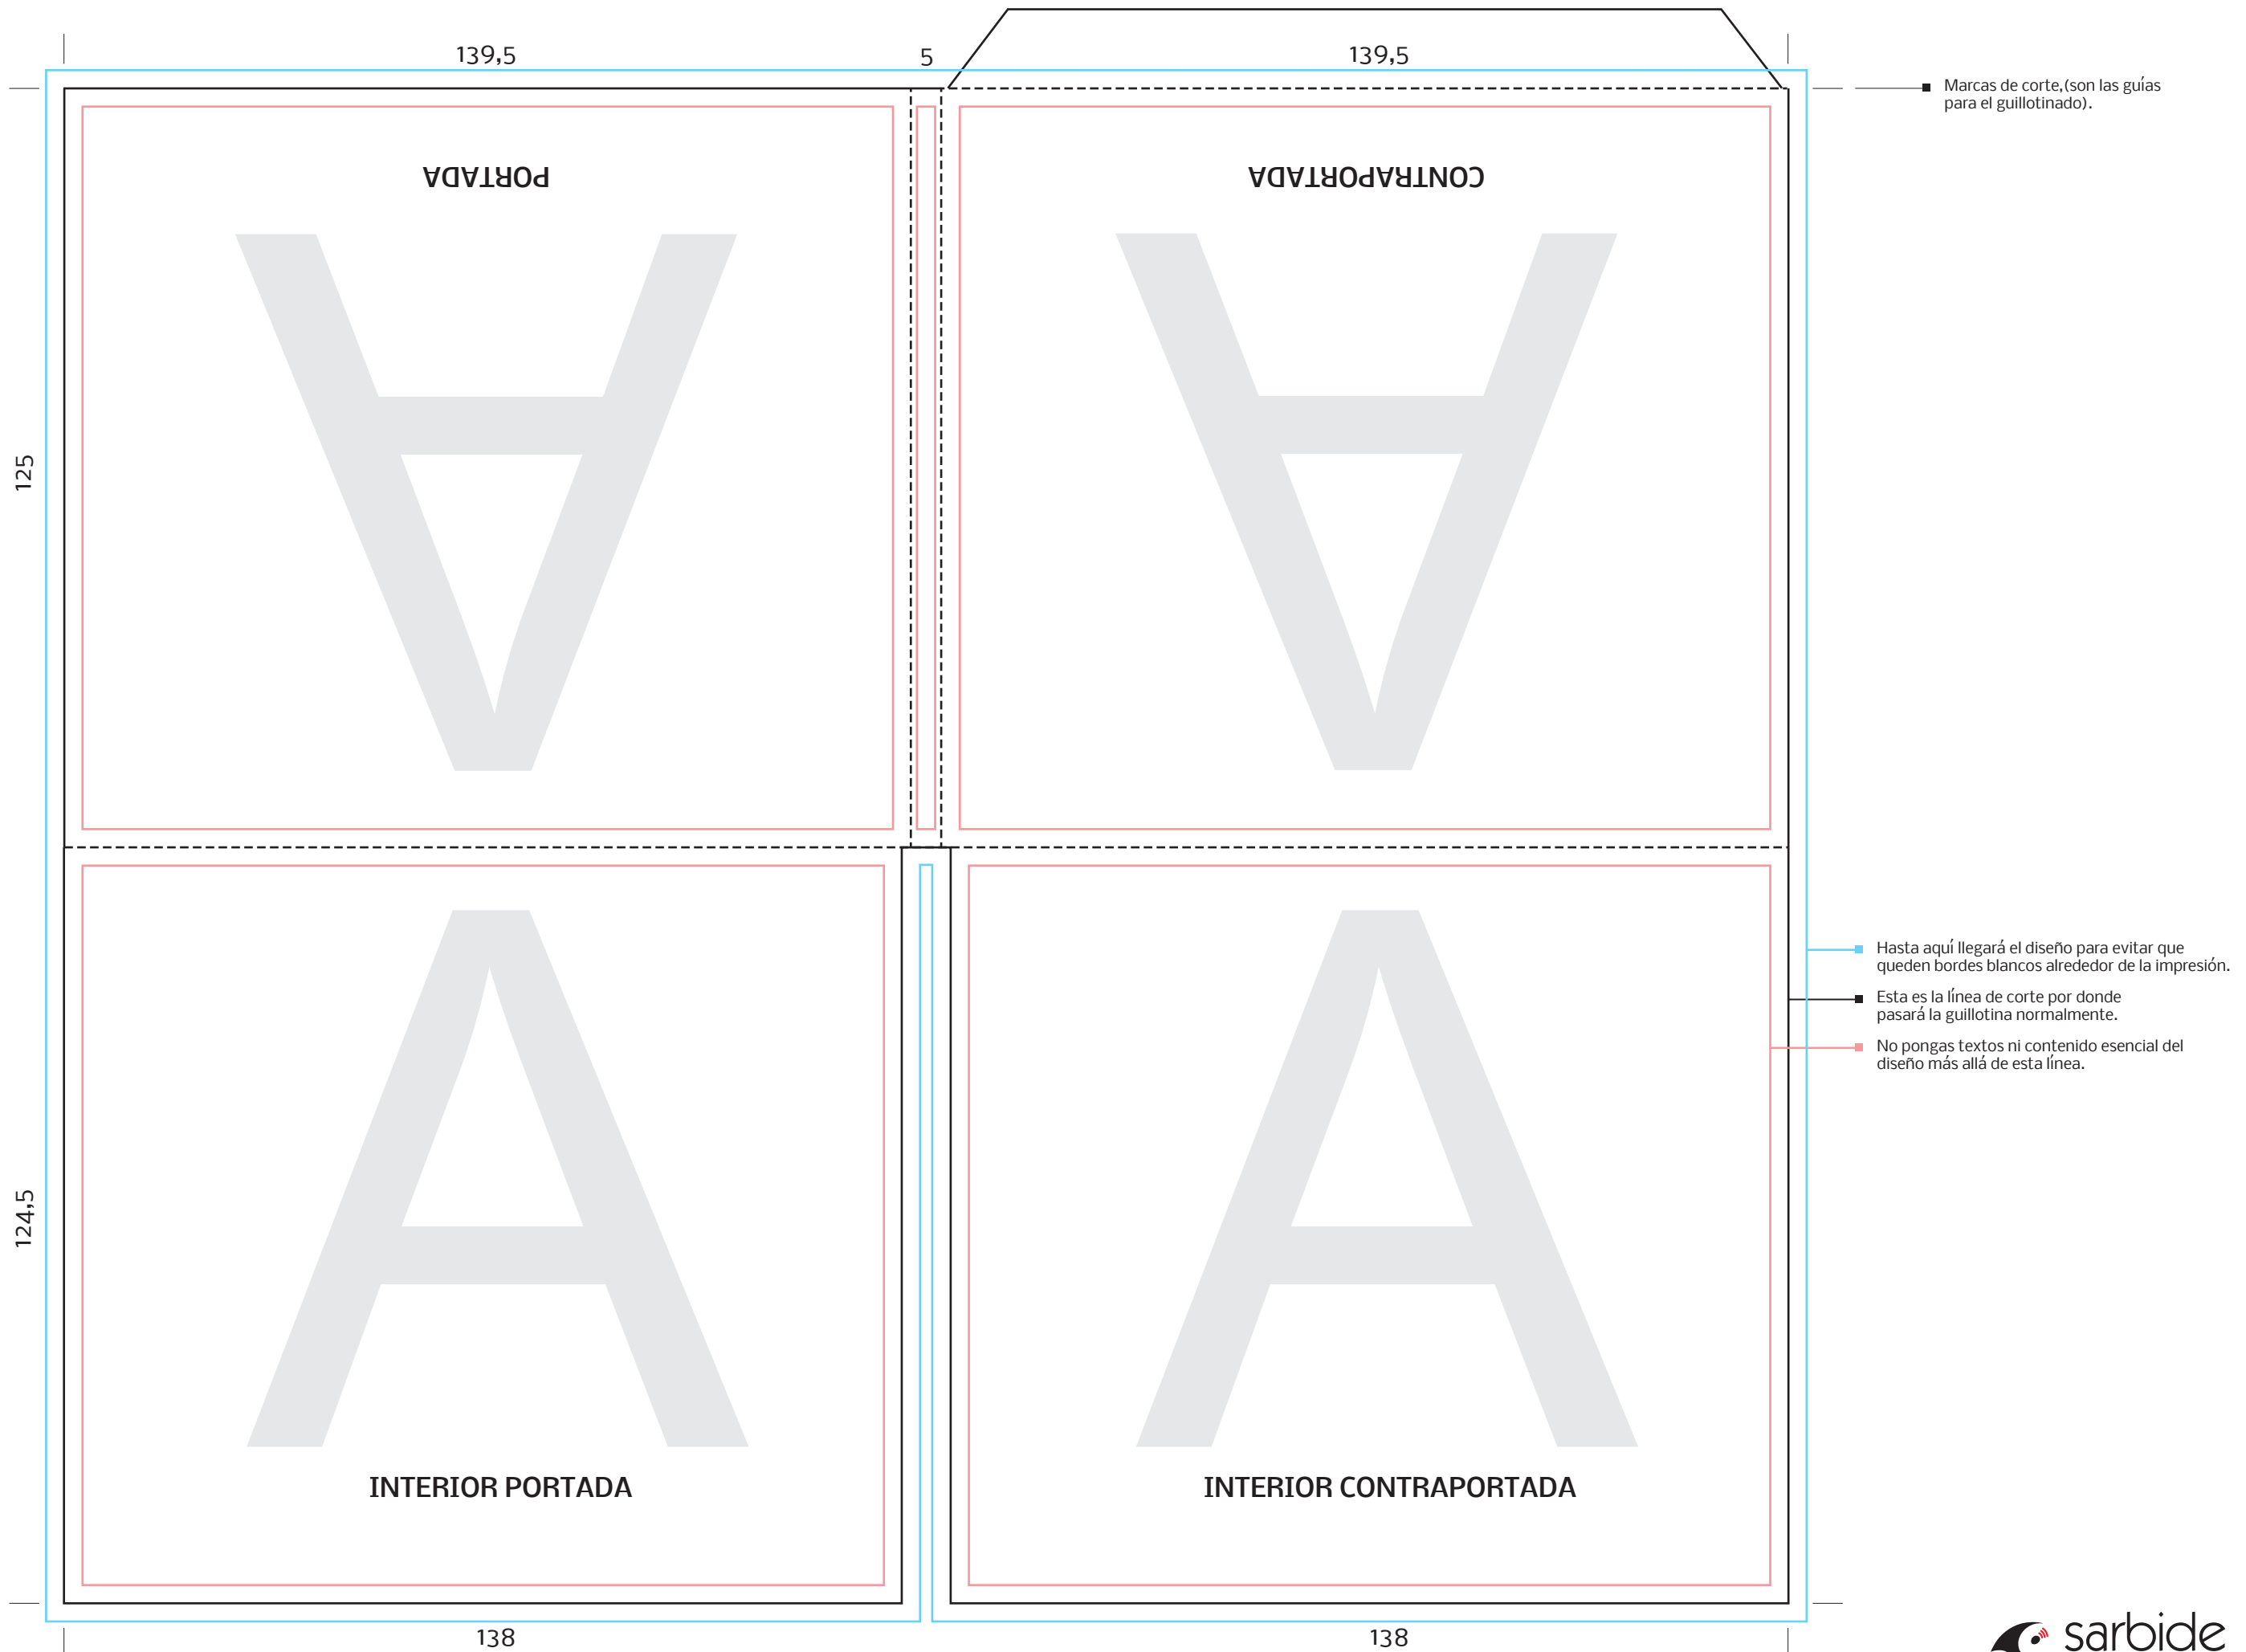 139,5
5
139,5
Marcas de corte,(son las guías
para el guillotinado).
PORTADA
CONTRAPORTADA
A
A
125
A
A
124,5
Hasta aquí llegará el diseño para evitar que
queden bordes blancos alrededor de la impresión.
Esta es la línea de corte por donde
pasará la guillotina normalmente.
No pongas textos ni contenido esencial del
diseño más allá de esta línea.
INTERIOR PORTADA
INTERIOR CONTRAPORTADA
138
138
sarbide